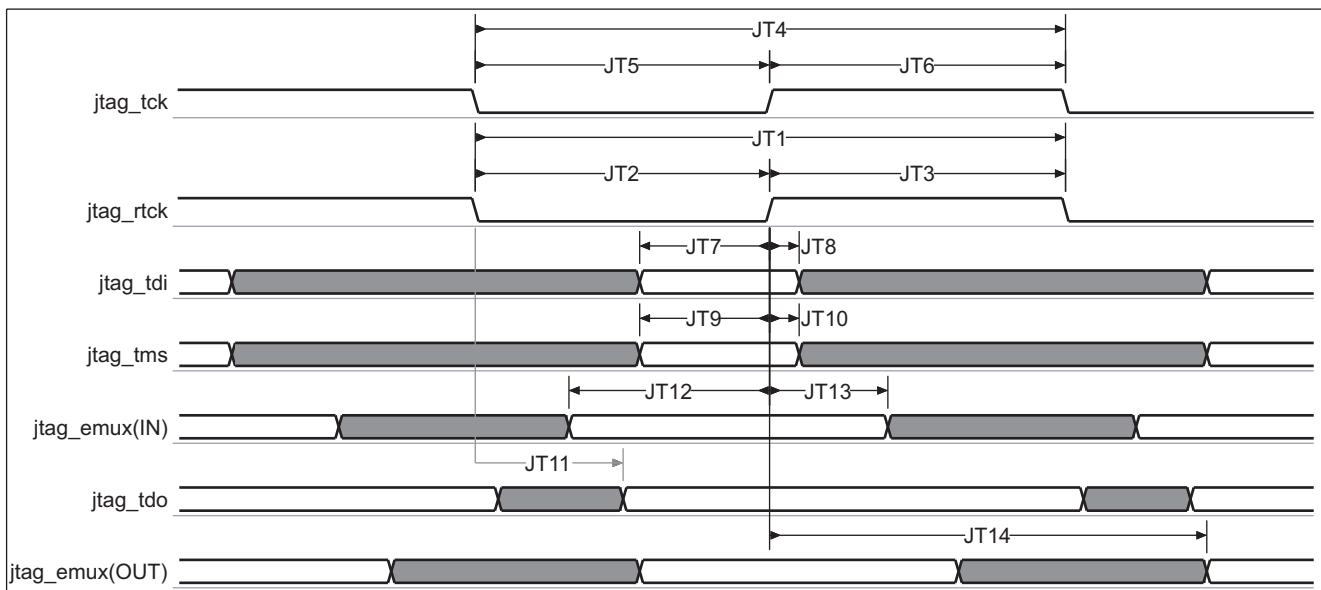 JT4
JT5 JT6
jtag_tck
JT1
JT2 JT3
jtag_rtck
JT7 JT8
jtag_tdi
JT9 JT10
jtag_tms
JT12 JT13
jtag_emux(IN)
JT11
jtag_tdo
JT14
jtag_emux(OUT)